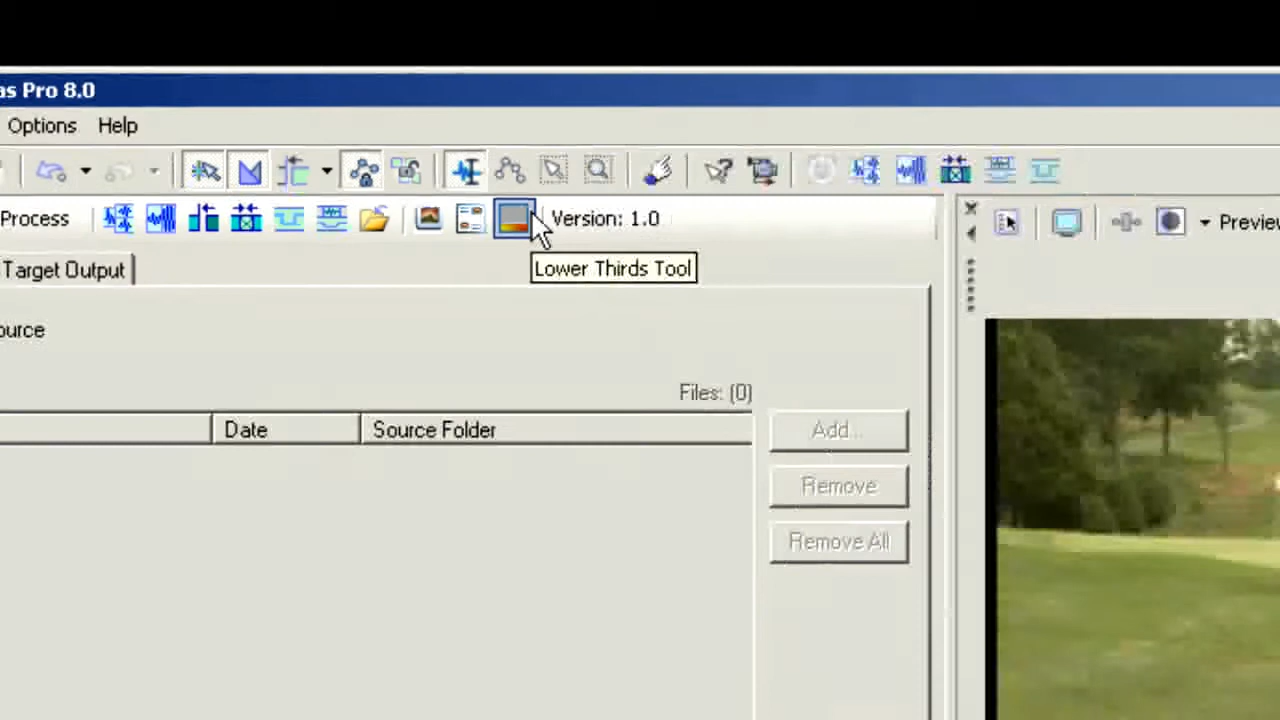 as Pro 8.0
Options Help
Process Version: 1.0 Preview
Lower Thirds Tool
Target Output
ource
Files: (0)
Date Source Folder
Add...
Remove
Remove All